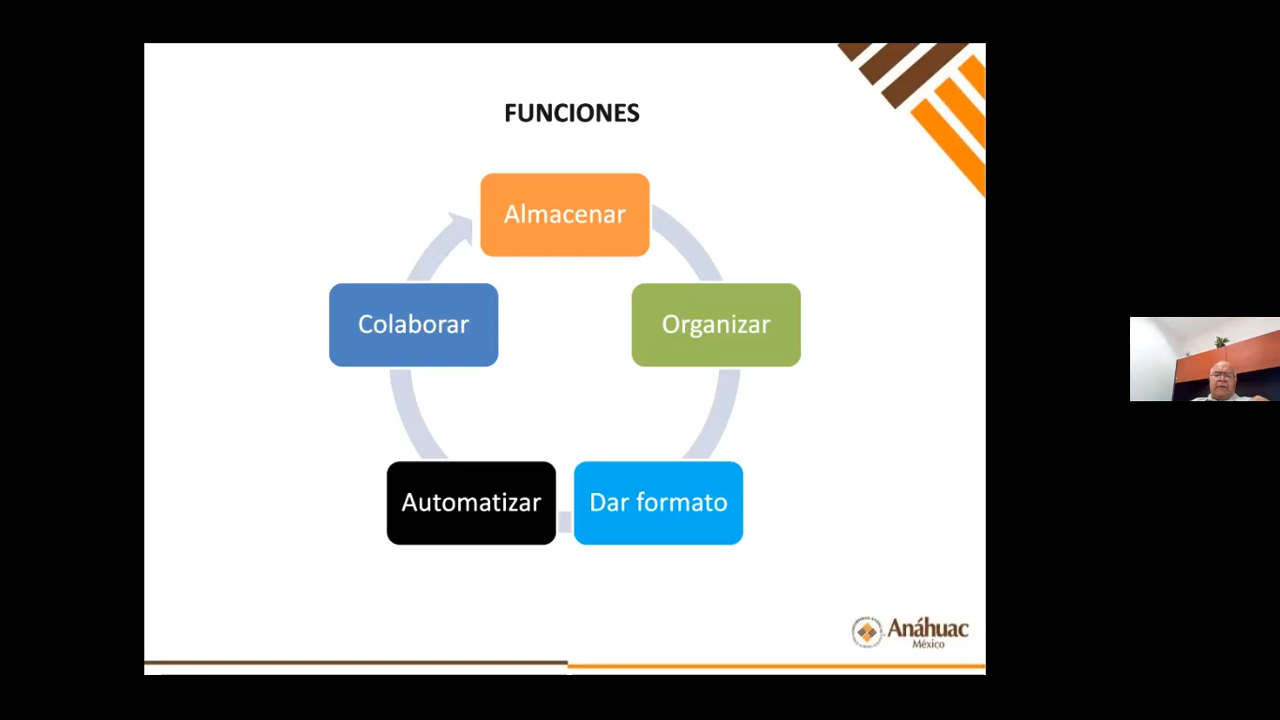 FUNCIONES
Almacenar
Colaborar
Organizar
Automatizar
Dar formato
Anáhuac
México